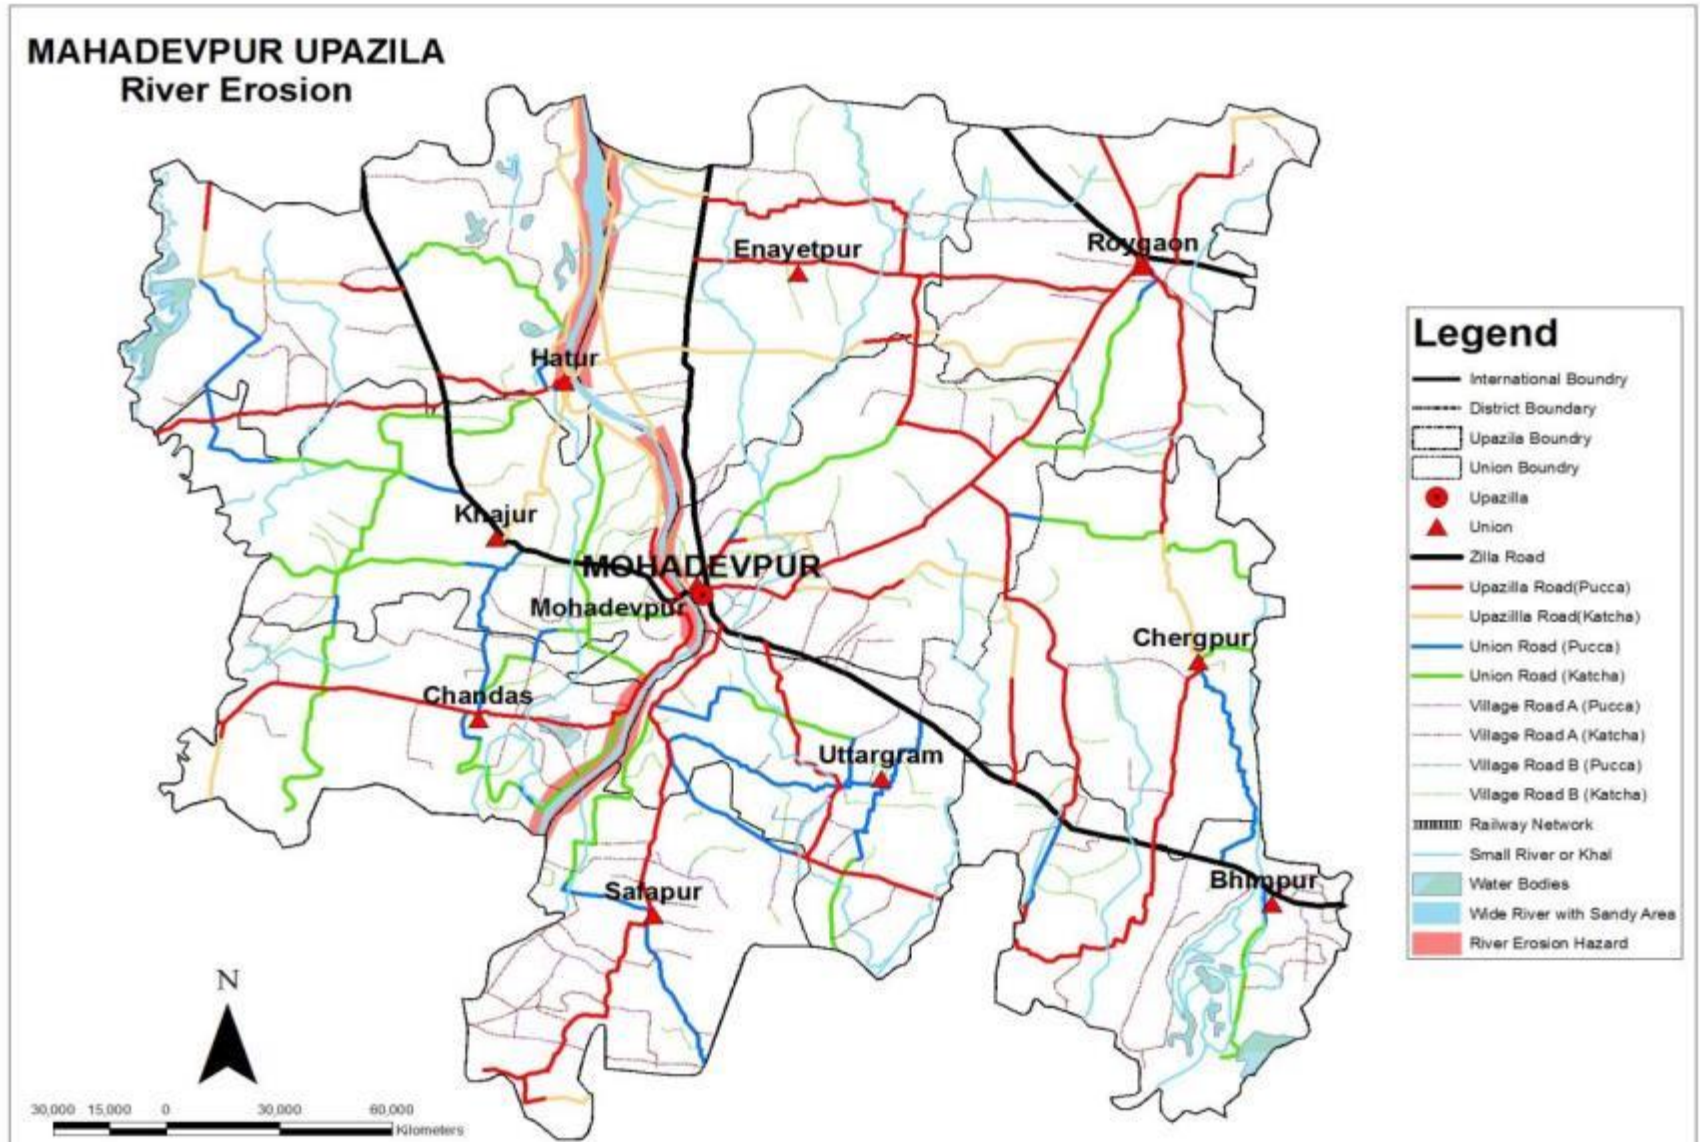 MAHADEVPUR UPAZILA
River Erosion
Enayetpur
Roygaon
Hatur
Khajur
MOHADEVPUR
Mohadevpur
Chergpur
Chandas
Uttargram
Safapur
Bhimpur
Legend
International Boundry
District Boundary
Upazila Boundry
Union Boundry
Upazilla
Union
Zilla Road
Upazilla Road(Pucca)
Upazillla Road(Katcha)
Union Road (Pucca)
Union Road (Katcha)
Village Road A (Pucca)
Village Road A (Katcha)
Village Road B (Pucca)
Village Road B (Katcha)
Railway Network
Small River or Khal
Water Bodies
Wide River with Sandy Area
River Erosion Hazard
N
30,000 15,000 0 30,000 60,000
Kilometers